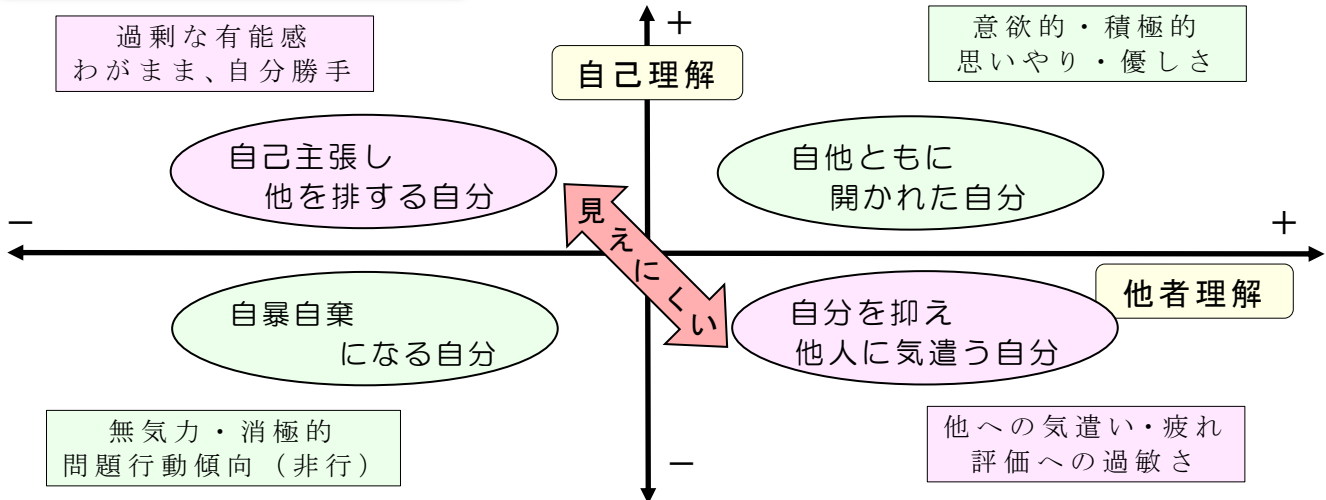 過剰な有能感
わがまま、自分勝手
＋
自己理解
意欲的・積極的
思いやり・優しさ
自己主張し
他を排する自分
自他ともに
開かれた自分
－
見えにくい
＋
他者理解
自暴自棄
になる自分
自分を抑え
他人に気遣う自分
無気力・消極的
問題行動傾向（非行）
－
他への気遣い・疲れ
評価への過敏さ